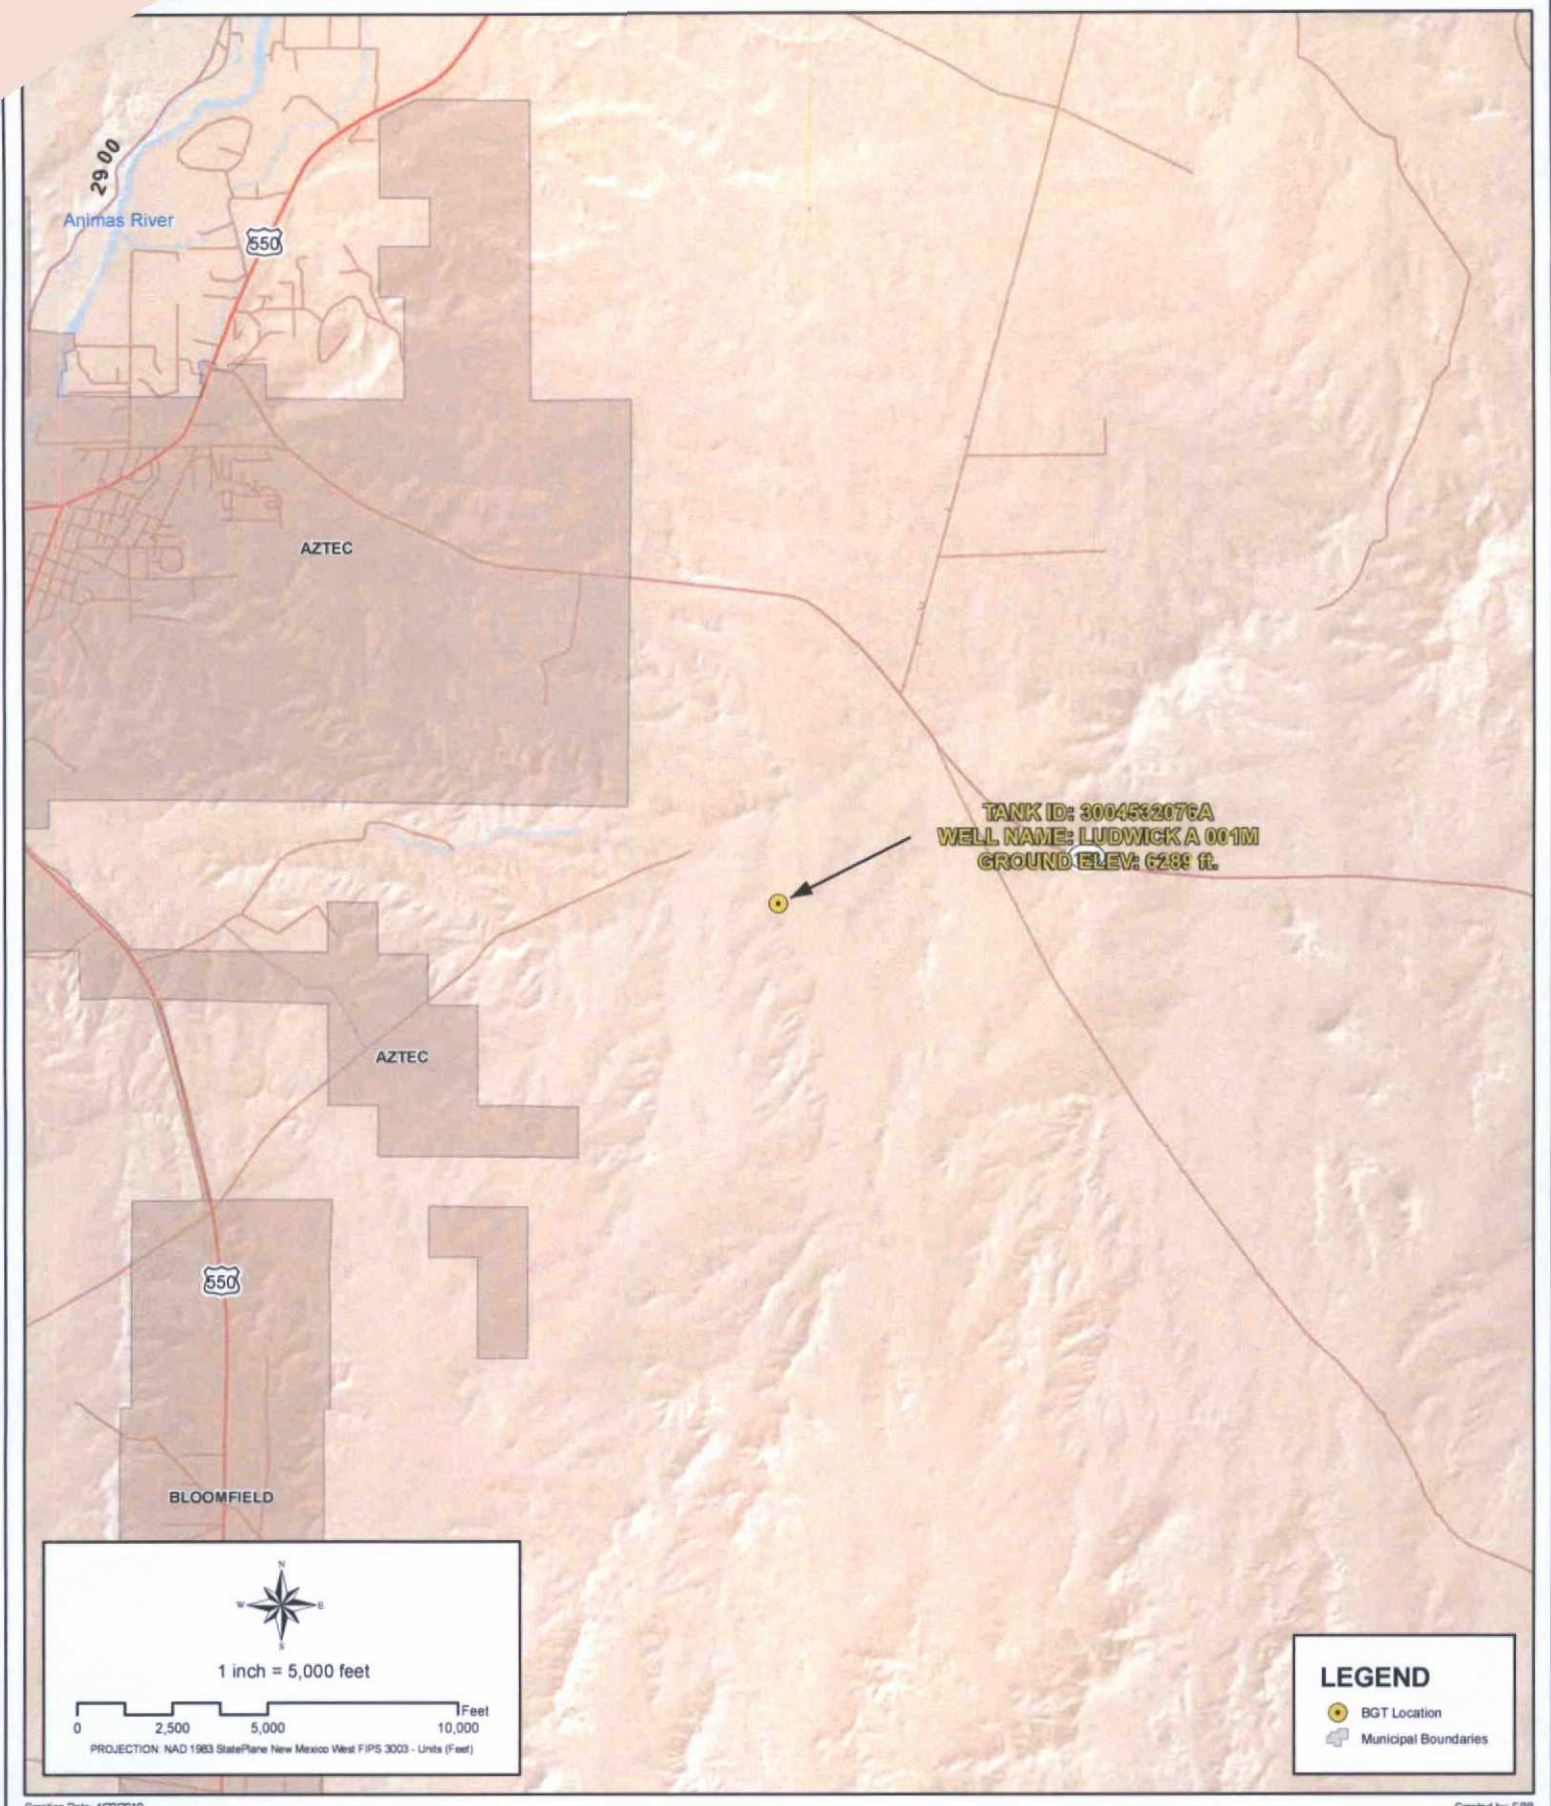 29 00
Animas River
550
AZTEC
TANK ID: 3004532076A
WELL NAME: LUDWICK A 001M
GROUND ELEV: 6289 ft.
AZTEC
550
BLOOMFIELD
N
W E
S
1 inch = 5,000 feet
Feet
0 2,500 5,000 10,000
PROJECTION: NAD 1983 StatePlane New Mexico West FIPS 3003 - Units (Feet)
LEGEND
BGT Location
Municipal Boundaries